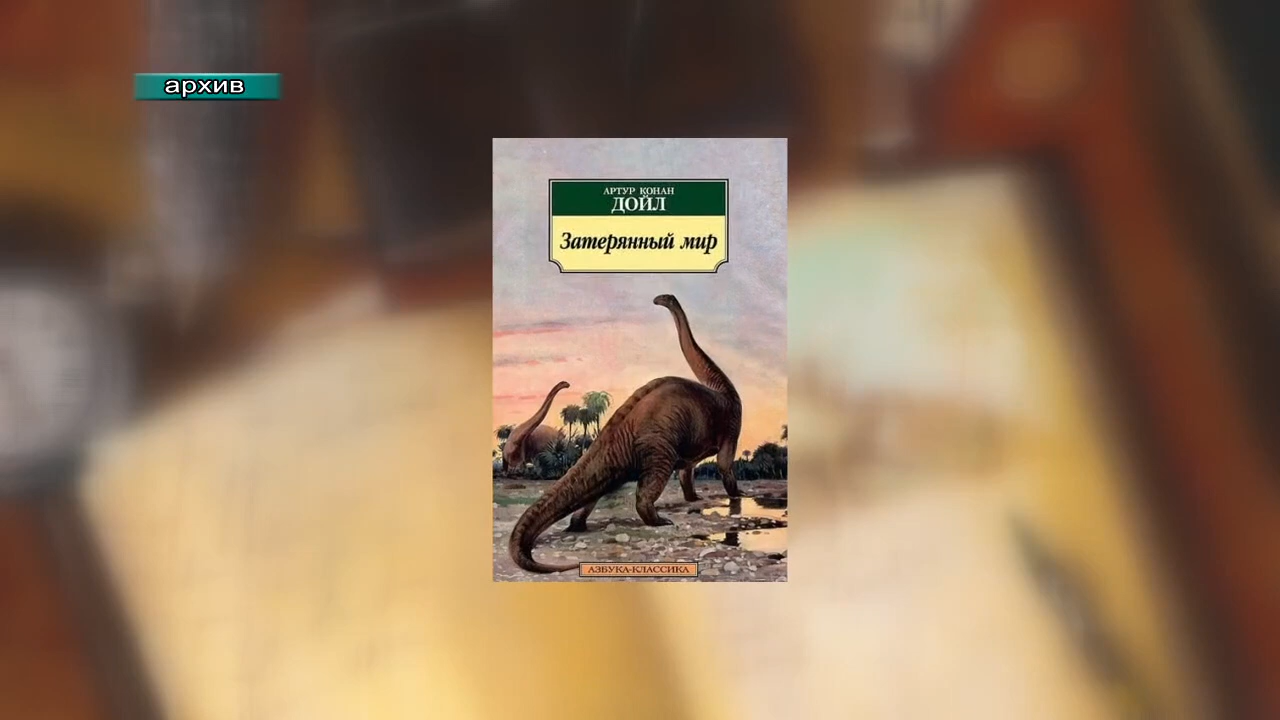 архив
АРТУР КОНАН
ДОЙЛ
Затерянный мир
АЗБУКА-КЛАССИКА